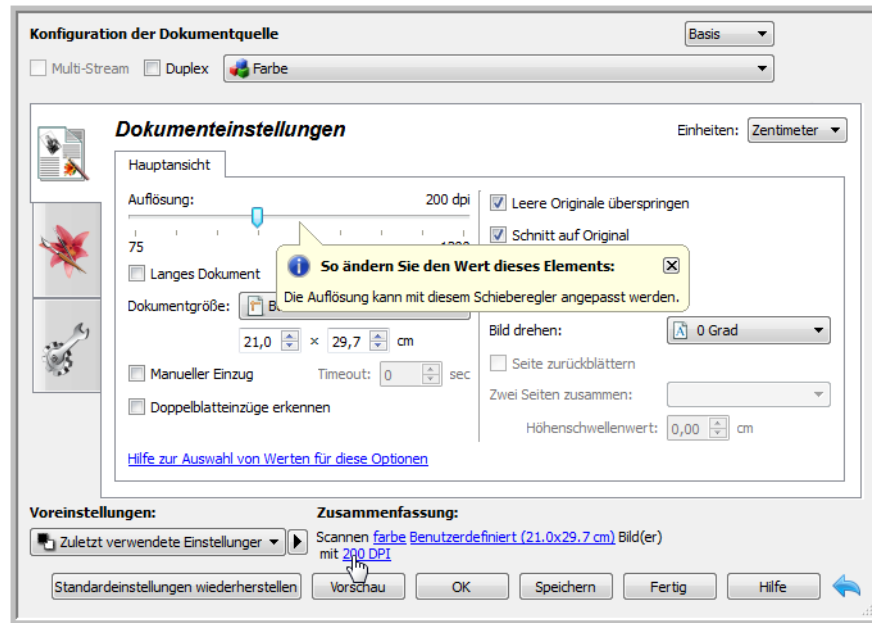 Konfiguration der Dokumentquelle
Basis
Multi-Stream Duplex Farbe
Dokumenteinstellungen
Einheiten: Zentimeter
Hauptansicht
Auflösung: 200 dpi
75
Leere Originale überspringen
Schnitt auf Original
So ändern Sie den Wert dieses Elements:
Die Auflösung kann mit diesem Schieberegler angepasst werden.
Langes Dokument
Dokumentgröße:
21,0 × 29,7 cm
Manueller Einzug Timeout: 0 sec
Doppelblatteinzüge erkennen
Hilfe zur Auswahl von Werten für diese Optionen
Bild drehen: 0 Grad
Seite zurückblättern
Zwei Seiten zusammen:
Höhenschwellenwert: 0,00 cm
Voreinstellungen:
Zuletzt verwendete Einstellungen
Zusammenfassung:
Scannen farbe Benutzerdefiniert (21.0x29.7 cm) Bild(er)
mit 200 DPI
Standardeinstellungen wiederherstellen Vorschau OK Speichern Fertig Hilfe